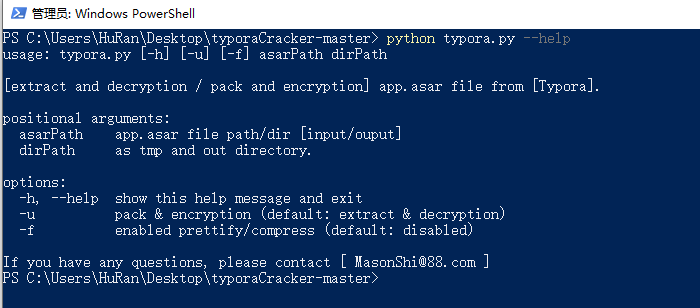 管理员: Windows PowerShell
PS C:\Users\HuRan\Desktop\typoraCracker-master> python typora.py --help
usage: typora.py [-h] [-u] [-f] asarPath dirPath
[extract and decryption / pack and encryption] app.asar file from [Typora].
positional arguments:
asarPath    app.asar file path/dir [input/ouput]
dirPath     as tmp and out directory.
options:
-h, --help  show this help message and exit
-u          pack & encryption (default: extract & decryption)
-f          enabled prettify/compress (default: disabled)
If you have any questions, please contact [ MasonShi@88.com ]
PS C:\Users\HuRan\Desktop\typoraCracker-master>